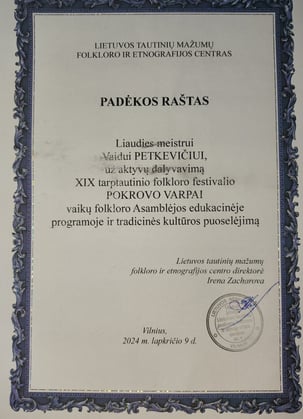 LIETUVOS TAUTINIŲ MAŽUMŲ
FOLKLORO IR ETNOGRAFIJOS CENTRAS
PADĖKOS RAŠTAS
Liaudies meistrui
Vaidui PETKEVIČIUI,
už aktyvų dalyvavimą
XIX tarptautinio folkloro festivalio
POKROVO VARPAI
vaikų folkloro Asamblėjos edukacinėje
programoje ir tradicinės kultūros puoselėjimą
Lietuvos tautinių mažumų
folkloro ir etnografijos centro direktorė
Irena Zacharova
Vilnius,
2024 m. lapkričio 9 d.